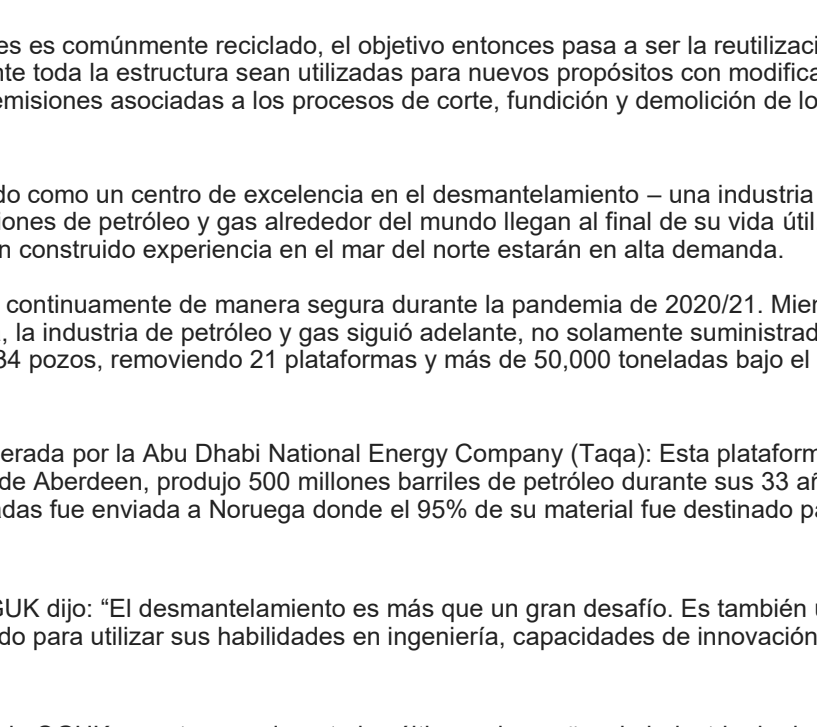 es es comúnmente reciclado, el objetivo entonces pasa a ser la reutilizaci
nte toda la estructura sean utilizadas para nuevos propósitos con modifica
emisiones asociadas a los procesos de corte, fundición y demolición de lo
do como un centro de excelencia en el desmantelamiento – una industria
iones de petróleo y gas alrededor del mundo llegan al final de su vida útil
n construido experiencia en el mar del norte estarán en alta demanda.
continuamente de manera segura durante la pandemia de 2020/21. Mien
, la industria de petróleo y gas siguió adelante, no solamente suministrad
34 pozos, removiendo 21 plataformas y más de 50,000 toneladas bajo el
erada por la Abu Dhabi National Energy Company (Taqa): Esta plataform
de Aberdeen, produjo 500 millones barriles de petróleo durante sus 33 añ
adas fue enviada a Noruega donde el 95% de su material fue destinado pa
GUK dijo: “El desmantelamiento es más que un gran desafío. Es también u
do para utilizar sus habilidades en ingeniería, capacidades de innovación